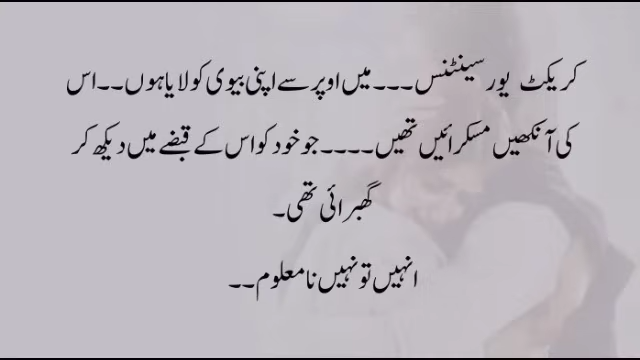 کریکٹ یور سینٹنس۔۔۔ میں اوپر سے اپنی بیوی کو لایا ہوں۔۔ اس
کی آنکھیں مسکرائیں تھیں۔۔۔۔ جو خود کو اس کے قبضے میں دیکھ کر
گھبرائی تھی۔
انہیں تو نہیں نا معلوم۔۔